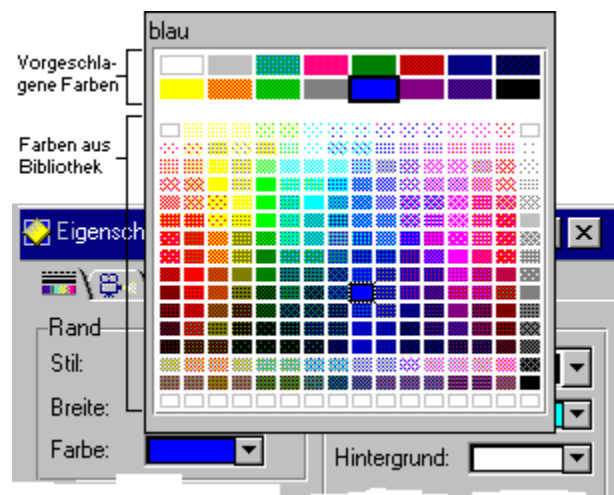 blau
Vorgeschla-
gene Farben
Farben aus
Bibliothek
Eigensch
Rand
Stil:
Breite:
Farbe:
Hintergrund: